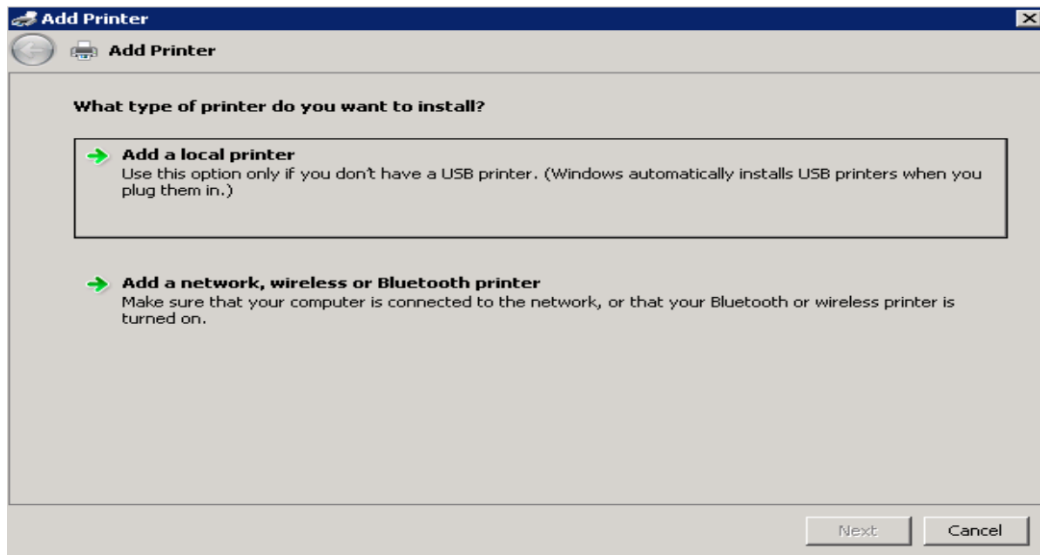 Add Printer
Add Printer
What type of printer do you want to install?
Add a local printer
Use this option only if you don't have a USB printer. (Windows automatically installs USB printers when you
plug them in.)
Add a network, wireless or Bluetooth printer
Make sure that your computer is connected to the network, or that your Bluetooth or wireless printer is
turned on.
Next
Cancel